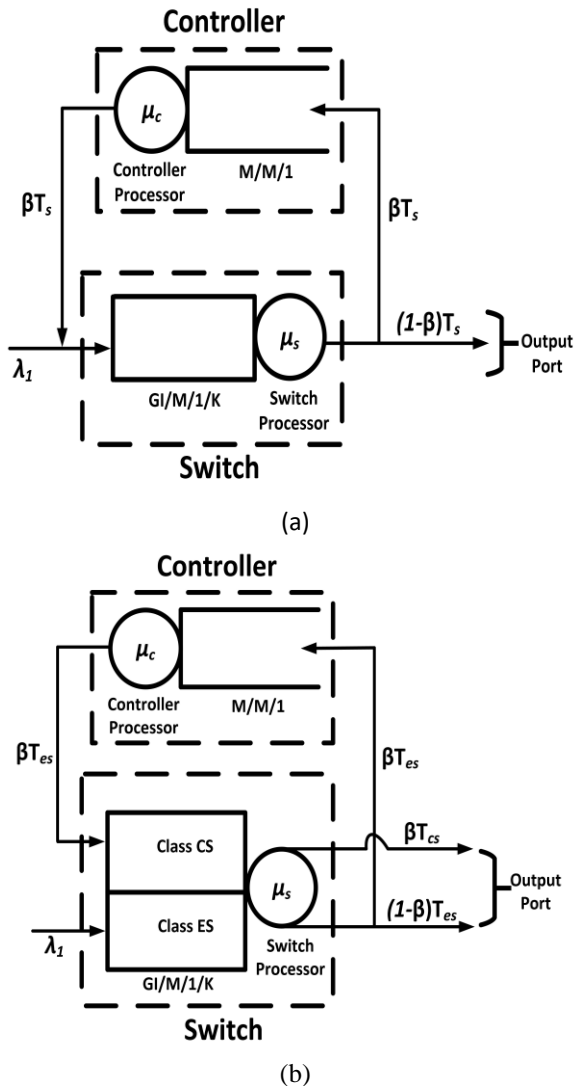 Controller
μc
Controller
Processor
M/M/1
βTs
βTs
(1-β)Ts
Output
Port
λ1
μs
GI/M/1/K
Switch
Processor
Switch
(a)
Controller
μc
Controller
Processor
M/M/1
βTes
βTes
Class CS
βTcs
μs
Output
Port
Class ES
(1-β)Tes
λ1
Switch
Processor
GI/M/1/K
Switch
(b)